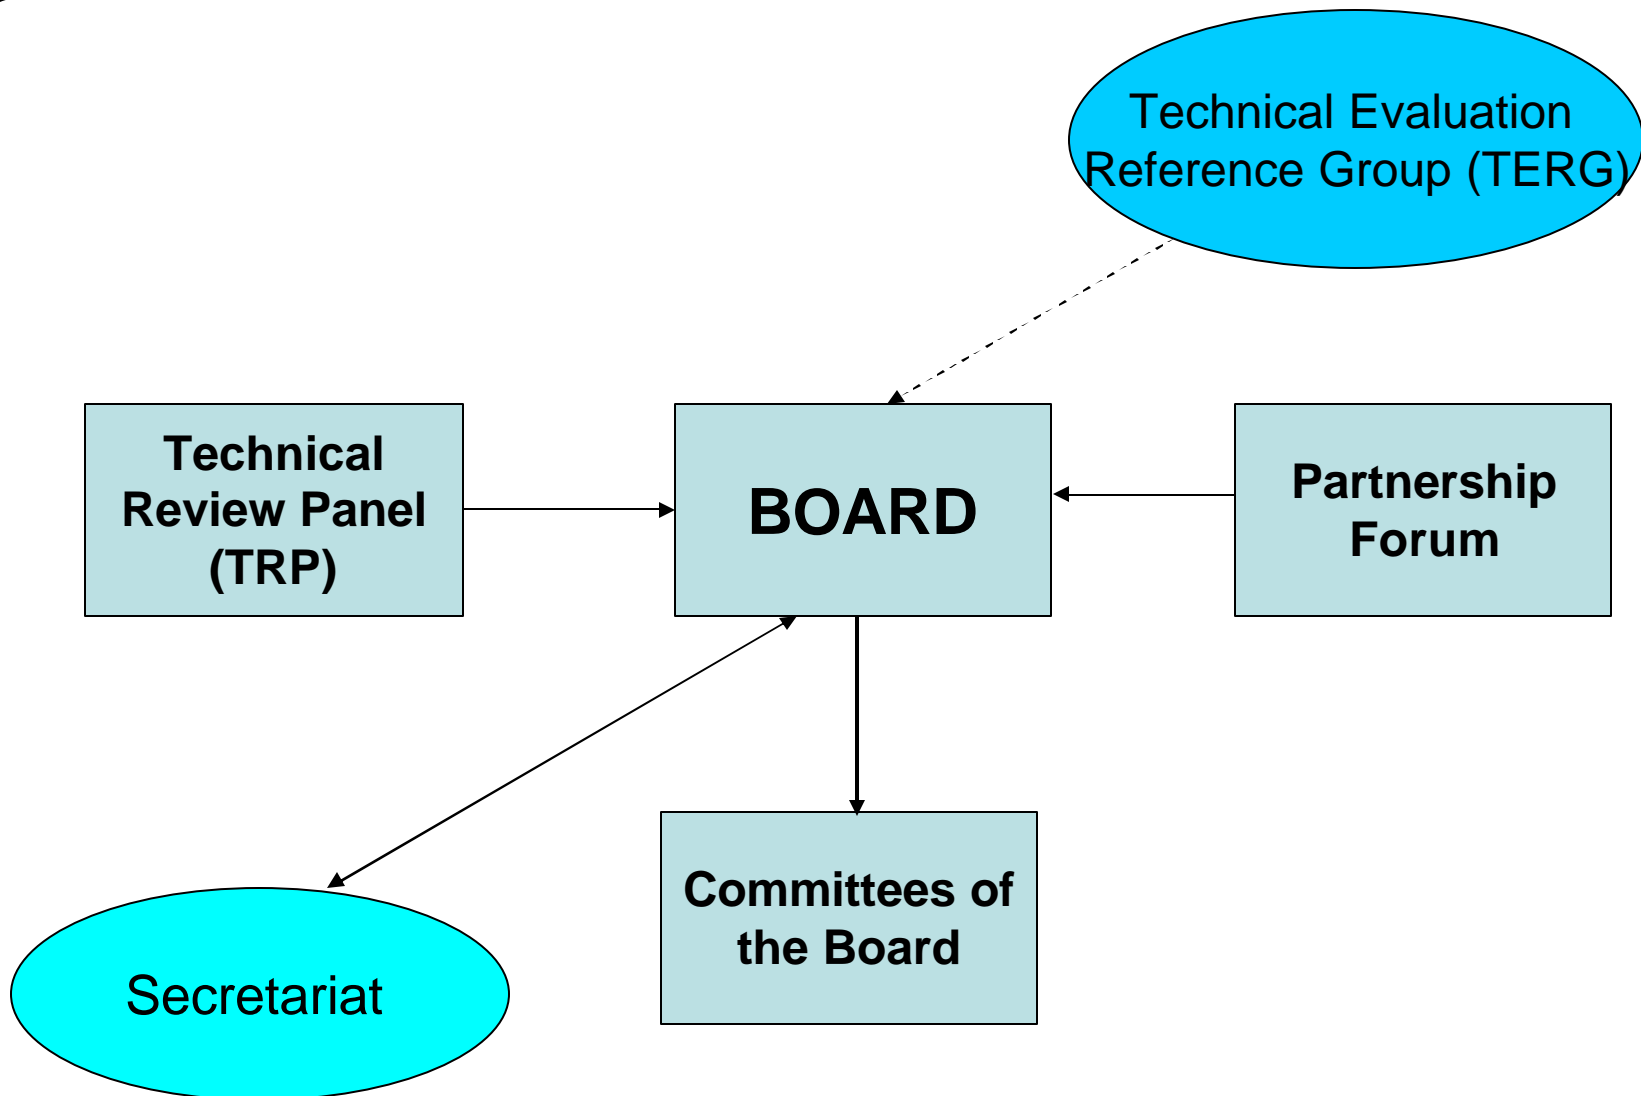 Technical Evaluation
Reference Group (TERG)
Technical
Review Panel
(TRP)
BOARD
Partnership
Forum
Committees of
the Board
Secretariat